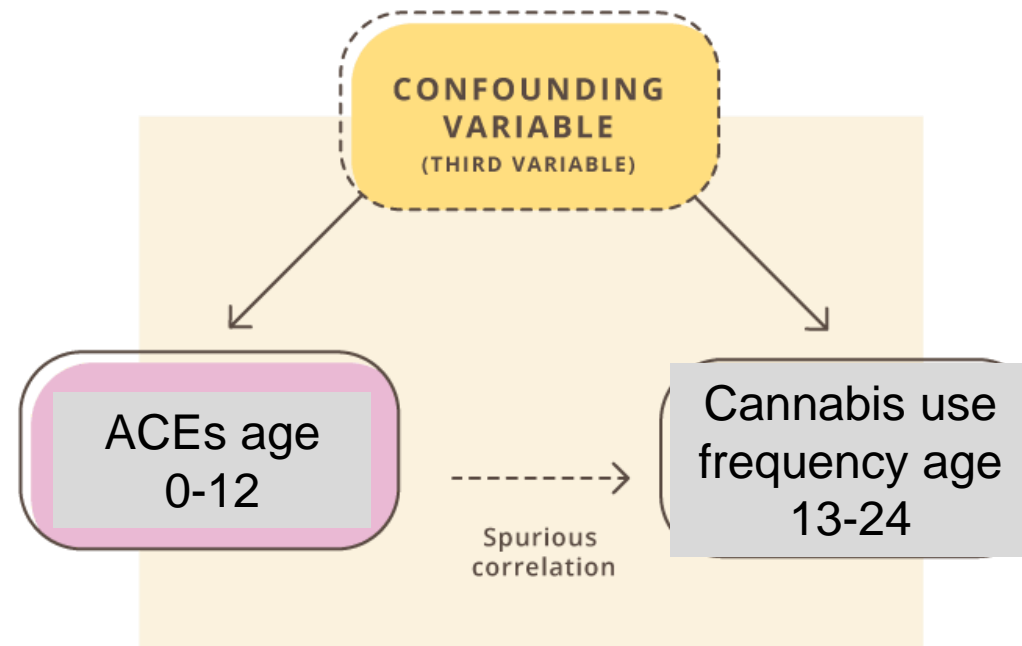 CONFOUNDING
VARIABLE
(THIRD VARIABLE)
ACEs age
0-12
Cannabis use
frequency age
13-24
Spurious
correlation